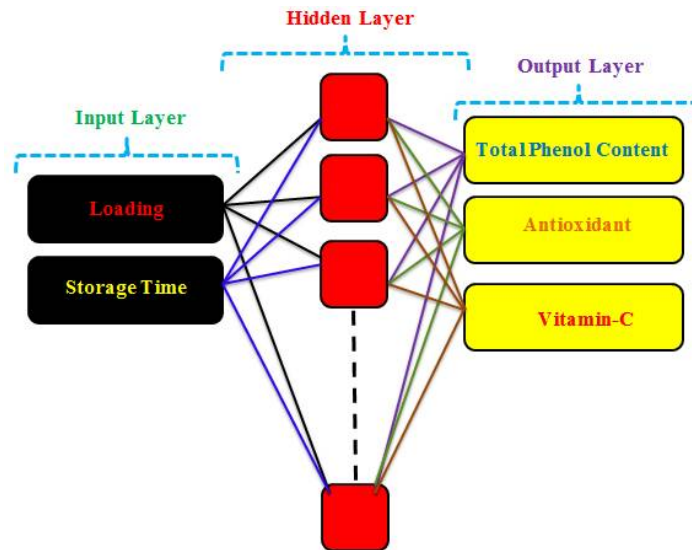 Hidden Layer
Output Layer
Input Layer
Total Phenol Content
Loading
Antioxidant
Storage Time
Vitamin-C